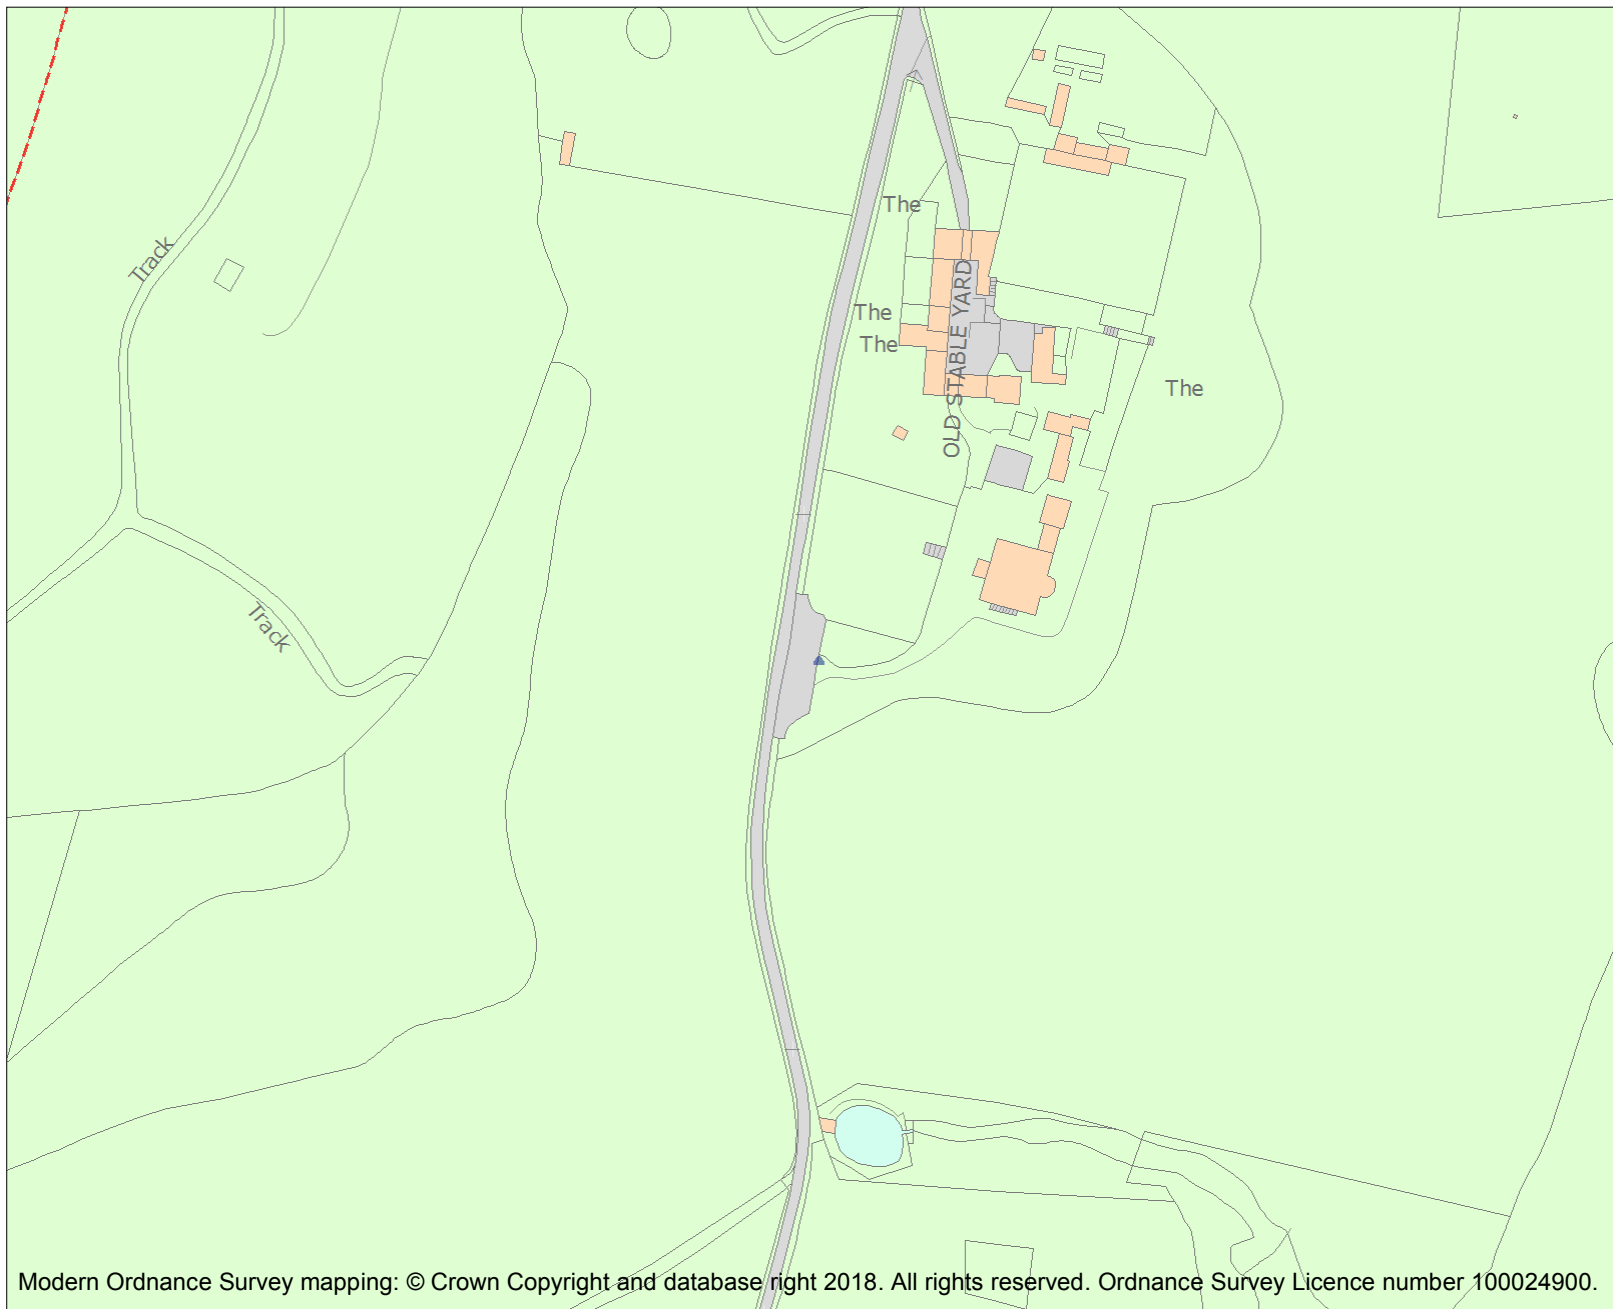 The
Track
The
The
OLD STABLE YARD
The
Track
Modern Ordnance Survey mapping: © Crown Copyright and database right 2018. All rights reserved. Ordnance Survey Licence number 100024900.